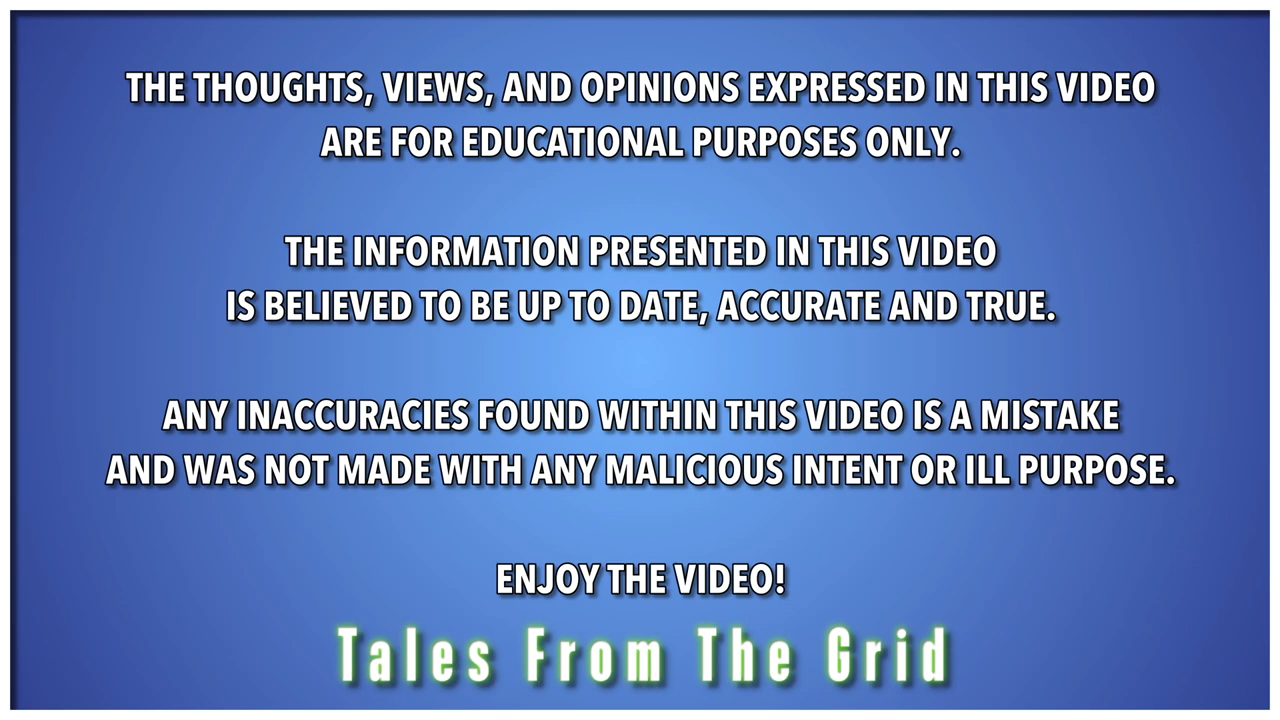 THE THOUGHTS, VIEWS, AND OPINIONS EXPRESSED IN THIS VIDEO
ARE FOR EDUCATIONAL PURPOSES ONLY.
THE INFORMATION PRESENTED IN THIS VIDEO
IS BELIEVED TO BE UP TO DATE, ACCURATE AND TRUE.
ANY INACCURACIES FOUND WITHIN THIS VIDEO IS A MISTAKE
AND WAS NOT MADE WITH ANY MALICIOUS INTENT OR ILL PURPOSE.
ENJOY THE VIDEO!
Tales From The Grid